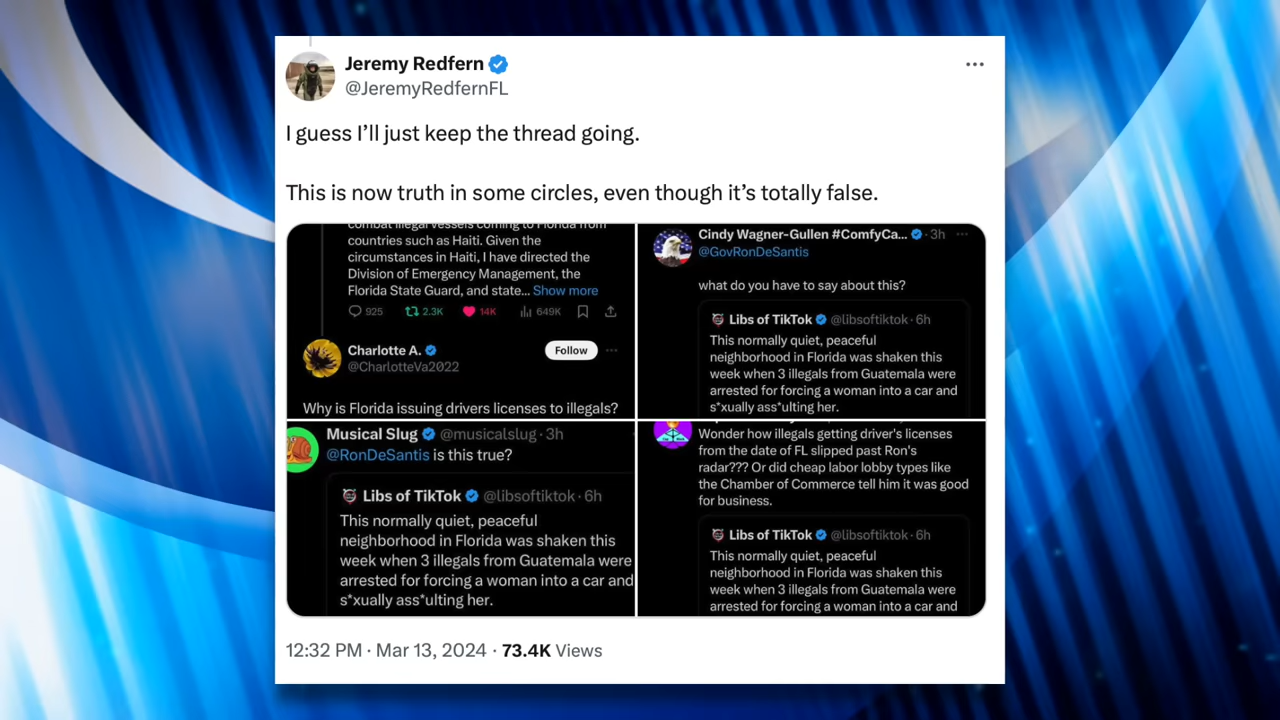 Jeremy Redfern
@JeremyRedfernFL
I guess I’ll just keep the thread going.
This is now truth in some circles, even though it’s totally false.
combat illegal vessels coming to Florida from
countries such as Haiti. Given the
circumstances in Haiti, I have directed the
Division of Emergency Management, the
Florida State Guard, and state... Show more
925 2.3K 14K 649K
Charlotte A.
Follow
@CharlotteVa2022
Why is Florida issuing drivers licenses to illegals?
Cindy Wagner-Gullen #ComfyCa... · 3h
@GovRonDeSantis
what do you have to say about this?
Libs of TikTok @libsoftiktok · 6h
This normally quiet, peaceful
neighborhood in Florida was shaken this
week when 3 illegals from Guatemala were
arrested for forcing a woman into a car and
s*xually ass*ulting her.
Musical Slug @musicalslug · 3h
@RonDeSantis is this true?
Libs of TikTok @libsoftiktok · 6h
This normally quiet, peaceful
neighborhood in Florida was shaken this
week when 3 illegals from Guatemala were
arrested for forcing a woman into a car and
s*xually ass*ulting her.
Wonder how illegals getting driver's licenses
from the date of FL slipped past Ron's
radar??? Or did cheap labor lobby types like
the Chamber of Commerce tell him it was good
for business.
Libs of TikTok @libsoftiktok · 6h
This normally quiet, peaceful
neighborhood in Florida was shaken this
week when 3 illegals from Guatemala were
arrested for forcing a woman into a car and
12:32 PM · Mar 13, 2024 · 73.4K Views